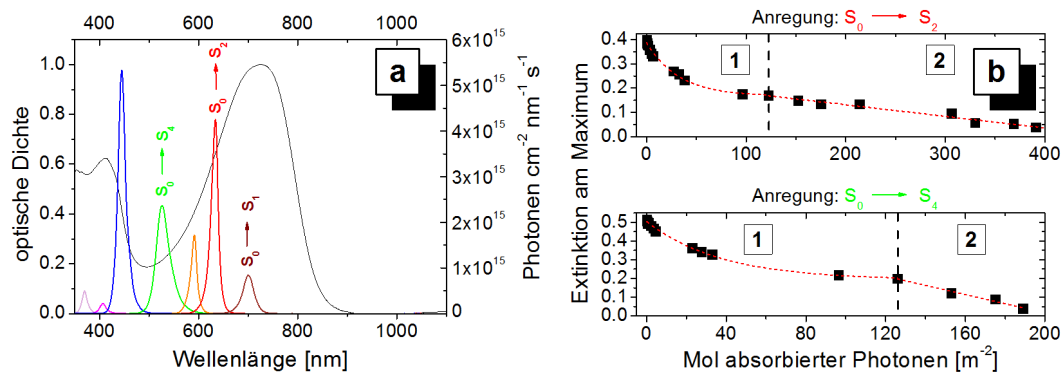 400 600 800 1000
a
optische Dichte
1.0
0.8
0.6
0.4
0.2
0.0
S0 → S4
S0 → S2
S0 → S1
6x10^15
5x10^15
4x10^15
3x10^15
2x10^15
1x10^15
0
Photonen cm^-2 nm^-1 s^-1
400 600 800 1000
Wellenlänge [nm]
Anregung: S0 → S2
b
1
2
0.4
0.3
0.2
0.1
0.0
0 100 200 300 400
Extinktion am Maximum
Anregung: S0 → S4
1
2
0.5
0.4
0.3
0.2
0.1
0.0
0 40 80 120 160 200
Mol absorbierter Photonen [m^-2]